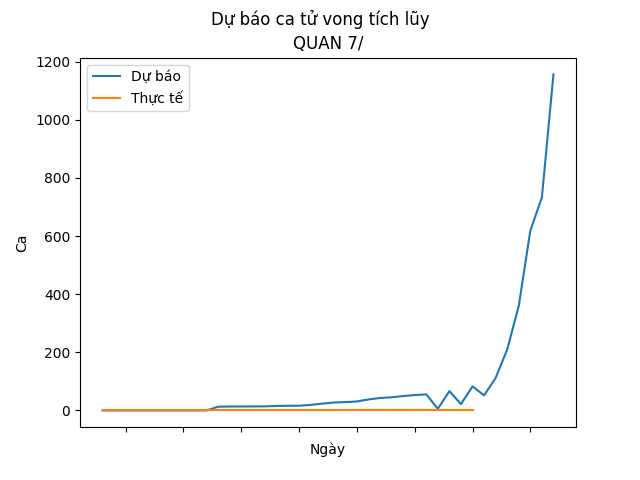 Dự báo ca tử vong tích lũy
QUAN 7/
Dự báo
Thực tế
1200
1000
800
600
400
200
0
Ca
Ngày